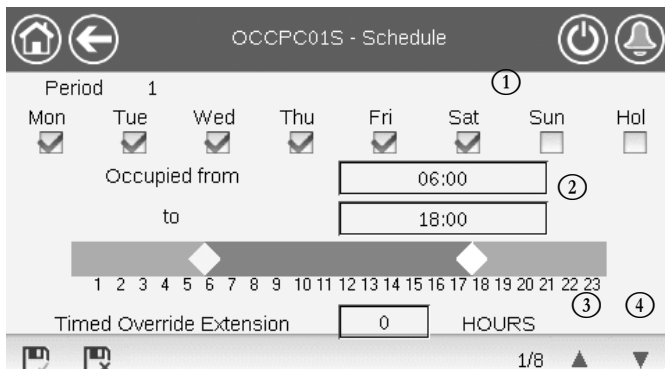 OCCPC01S - Schedule
Period 1 ①
Mon Tue Wed Thu Fri Sat Sun Hol
Occupied from 06:00 ②
to 18:00
1 2 3 4 5 6 7 8 9 10 11 12 13 14 15 16 17 18 19 20 21 22 23
③ ④
Timed Override Extension 0 HOURS
1/8